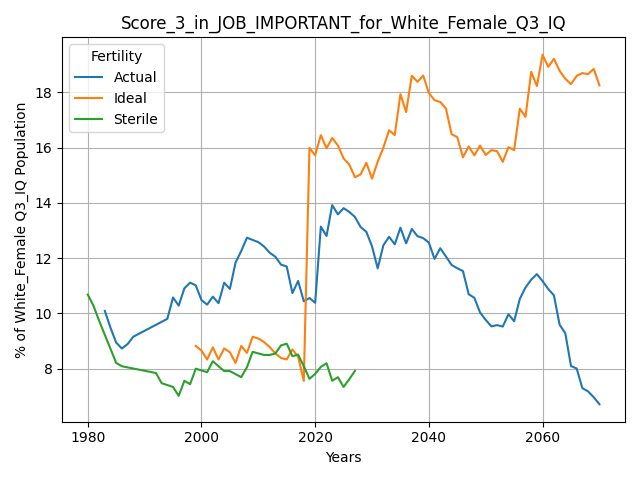 Score_3_in_JOB_IMPORTANT_for_White_Female_Q3_IQ
Fertility
Actual
Ideal
Sterile
% of White_Female Q3_IQ Population
18
16
14
12
10
8
1980
2000
2020
2040
2060
Years